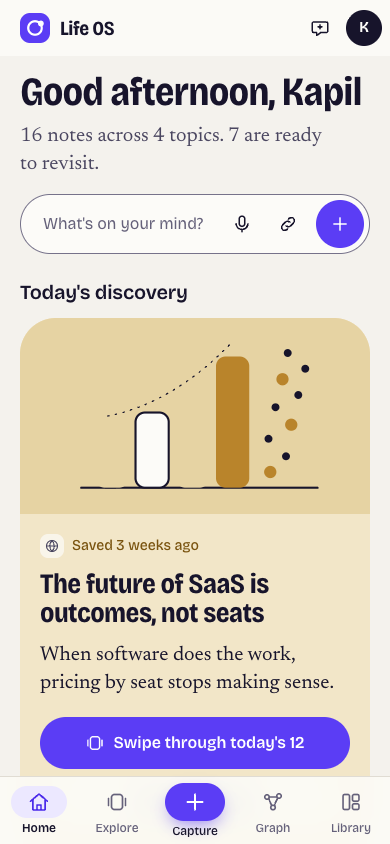 Life OS
K
Good afternoon, Kapil
16 notes across 4 topics. 7 are ready
to revisit.
What's on your mind?
Today's discovery
Saved 3 weeks ago
The future of SaaS is
outcomes, not seats
When software does the work,
pricing by seat stops making sense.
Swipe through today's 12
Home
Explore
Capture
Graph
Library